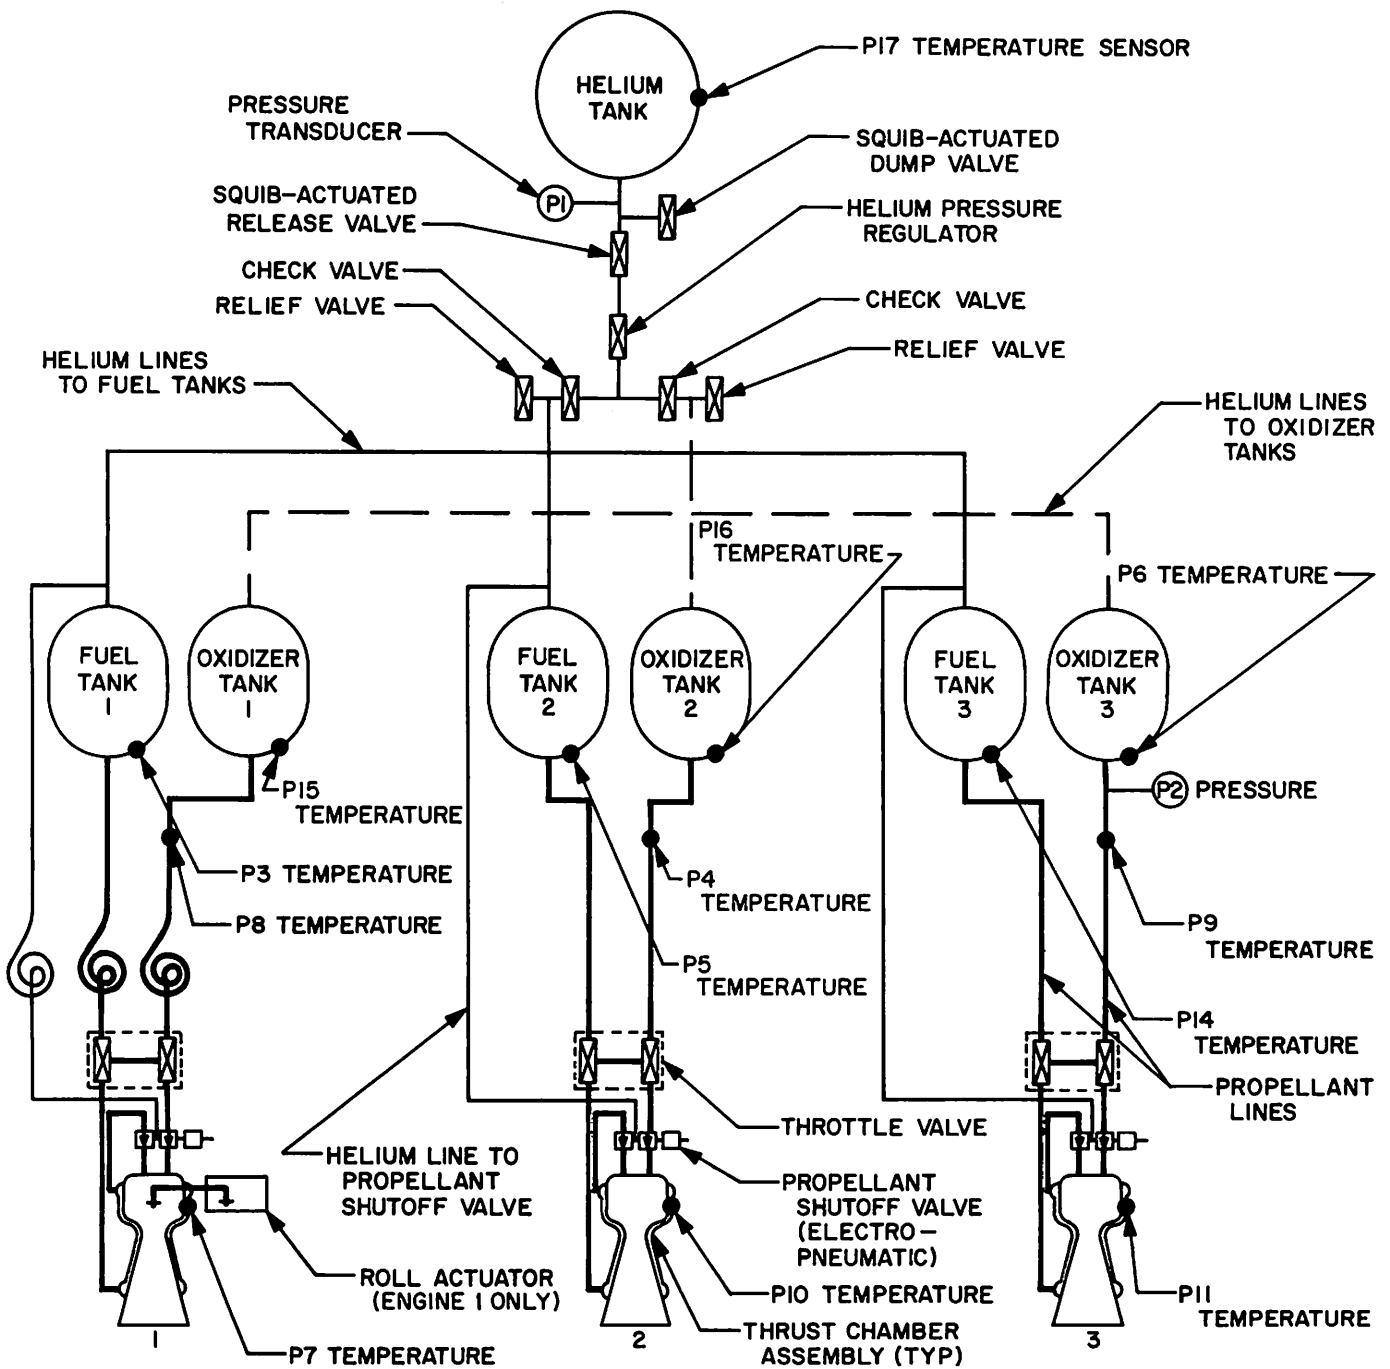 P17 TEMPERATURE SENSOR
HELIUM
TANK
PRESSURE
TRANSDUCER
SQUIB-ACTUATED
DUMP VALVE
P1
SQUIB-ACTUATED
RELEASE VALVE
HELIUM PRESSURE
REGULATOR
CHECK VALVE
RELIEF VALVE
CHECK VALVE
RELIEF VALVE
HELIUM LINES
TO FUEL TANKS
HELIUM LINES
TO OXIDIZER
TANKS
P16
TEMPERATURE
P6 TEMPERATURE
FUEL
TANK
1
OXIDIZER
TANK
1
FUEL
TANK
2
OXIDIZER
TANK
2
FUEL
TANK
3
OXIDIZER
TANK
3
P15
TEMPERATURE
P2 PRESSURE
P3 TEMPERATURE
P8 TEMPERATURE
P4
TEMPERATURE
P9
TEMPERATURE
P5
TEMPERATURE
P14
TEMPERATURE
PROPELLANT
LINES
THROTTLE VALVE
HELIUM LINE TO
PROPELLANT
SHUTOFF VALVE
PROPELLANT
SHUTOFF VALVE
(ELECTRO-
PNEUMATIC)
ROLL ACTUATOR
(ENGINE 1 ONLY)
P10 TEMPERATURE
P11
TEMPERATURE
THRUST CHAMBER
ASSEMBLY (TYP)
P7 TEMPERATURE
1
2
3